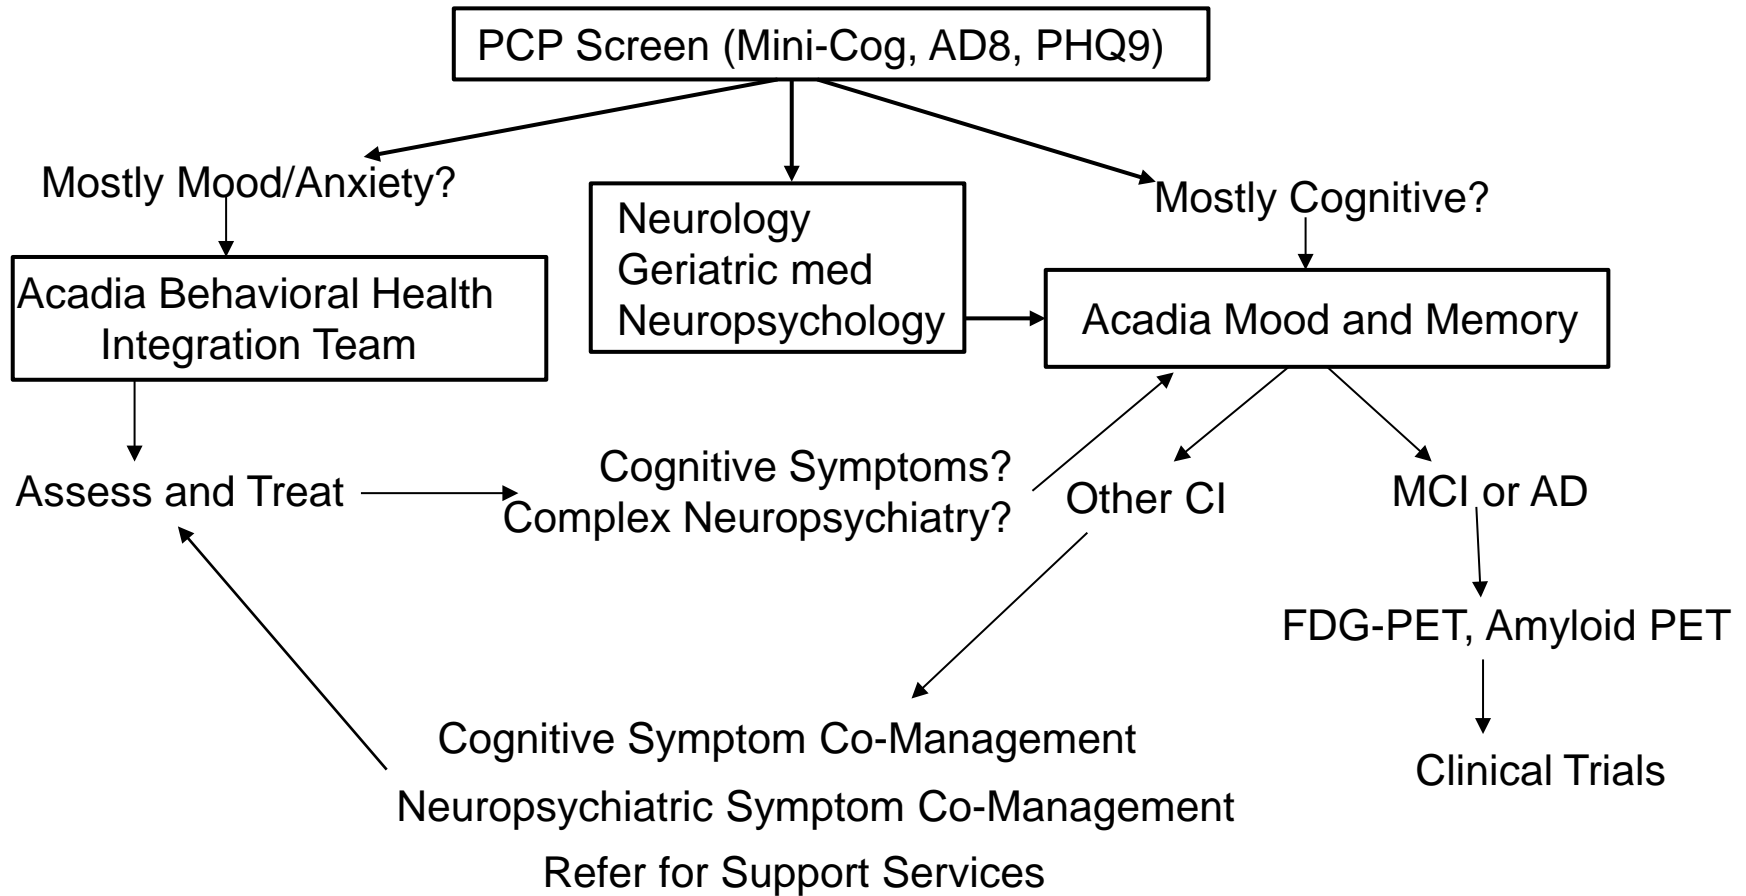 PCP Screen (Mini-Cog, AD8, PHQ9)
Mostly Mood/Anxiety?
Mostly Cognitive?
Neurology
Geriatric med
Neuropsychology
Acadia Behavioral Health
Integration Team
Acadia Mood and Memory
Assess and Treat
Cognitive Symptoms?
Complex Neuropsychiatry?
Other CI
MCI or AD
FDG-PET, Amyloid PET
Cognitive Symptom Co-Management
Clinical Trials
Neuropsychiatric Symptom Co-Management
Refer for Support Services